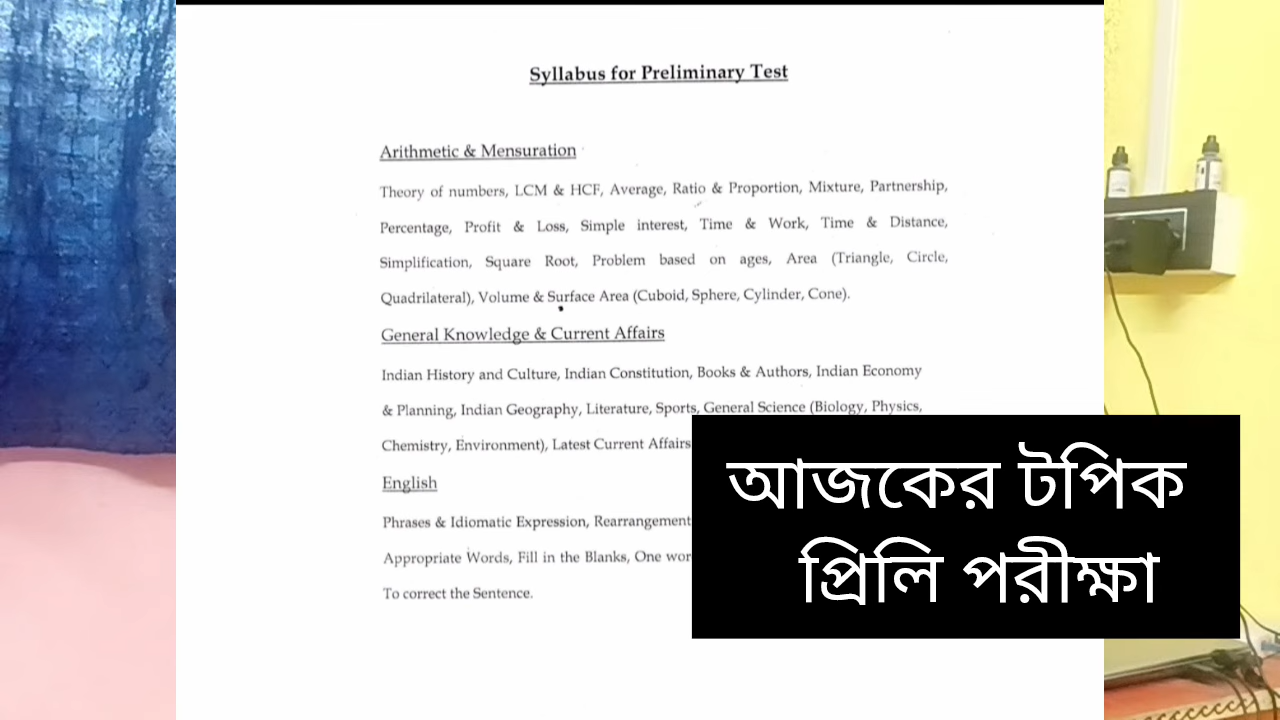 Syllabus for Preliminary Test
Arithmetic & Mensuration
Theory of numbers, LCM & HCF, Average, Ratio & Proportion, Mixture, Partnership,
Percentage, Profit & Loss, Simple interest, Time & Work, Time & Distance,
Simplification, Square Root, Problem based on ages, Area (Triangle, Circle,
Quadrilateral), Volume & Surface Area (Cuboid, Sphere, Cylinder, Cone).
General Knowledge & Current Affairs
Indian History and Culture, Indian Constitution, Books & Authors, Indian Economy
& Planning, Indian Geography, Literature, Sports, General Science (Biology, Physics,
Chemistry, Environment), Latest Current Affairs
English
Phrases & Idiomatic Expression, Rearrangement
Appropriate Words, Fill in the Blanks, One
To correct the Sentence.
আজকের টপিক
প্রিলি পরীক্ষা